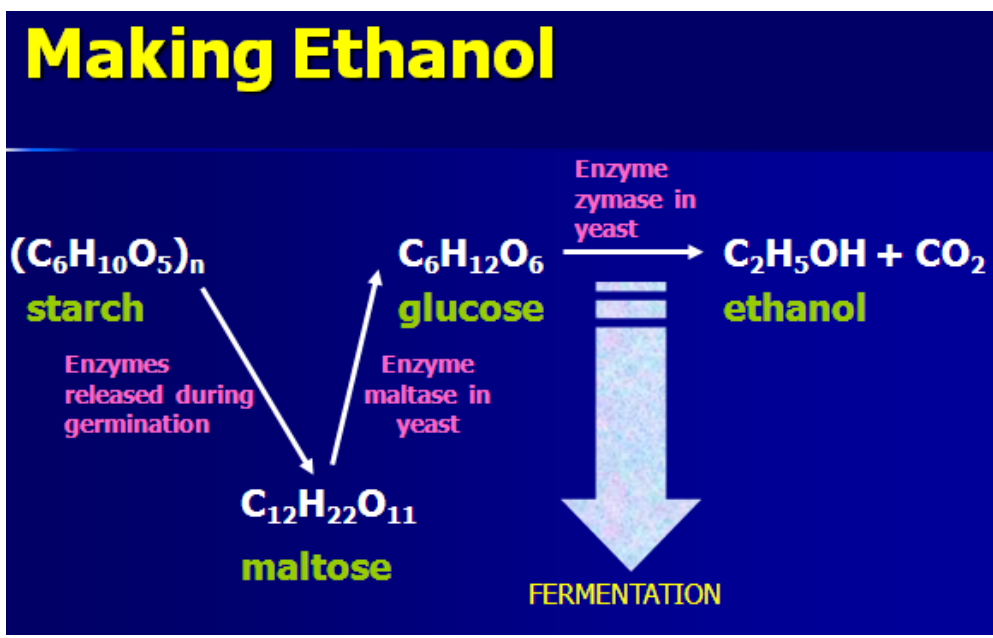 Making Ethanol
Enzyme
zymase in
yeast
(C₆H₁₀O₅)ₙ
C₆H₁₂O₆
C₂H₅OH + CO₂
starch
glucose
ethanol
Enzymes
released during
germination
Enzyme
maltase in
yeast
C₁₂H₂₂O₁₁
maltose
FERMENTATION